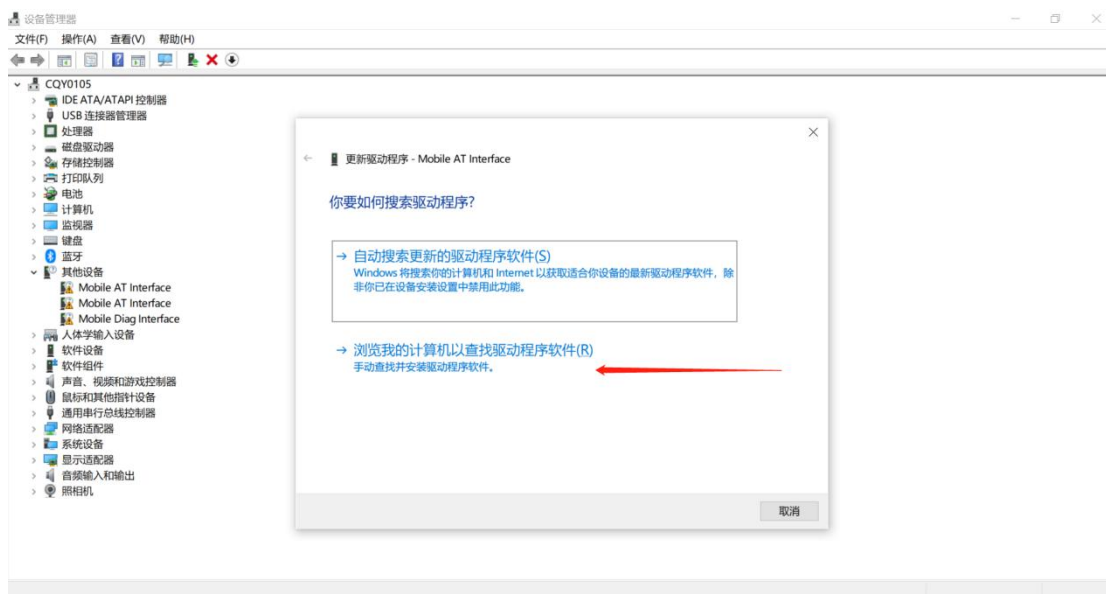 设备管理器
文件(F) 操作(A) 查看(V) 帮助(H)
CQY0105
IDE ATA/ATAPI 控制器
USB 连接器管理器
处理器
磁盘驱动器
存储控制器
打印队列
电池
计算机
监视器
键盘
蓝牙
其他设备
Mobile AT Interface
Mobile AT Interface
Mobile Diag Interface
人体学输入设备
软件设备
软件组件
声音、视频和游戏控制器
鼠标和其他指针设备
通用串行总线控制器
网络适配器
系统设备
显示适配器
音频输入和输出
照相机
更新驱动程序 - Mobile AT Interface
你要如何搜索驱动程序?
自动搜索更新的驱动程序软件(S)
Windows 将搜索你的计算机和 Internet 以获取适合你设备的最新驱动程序软件，除
非你已在设备安装设置中禁用此功能。
浏览我的计算机以查找驱动程序软件(R)
手动查找并安装驱动程序软件。
取消